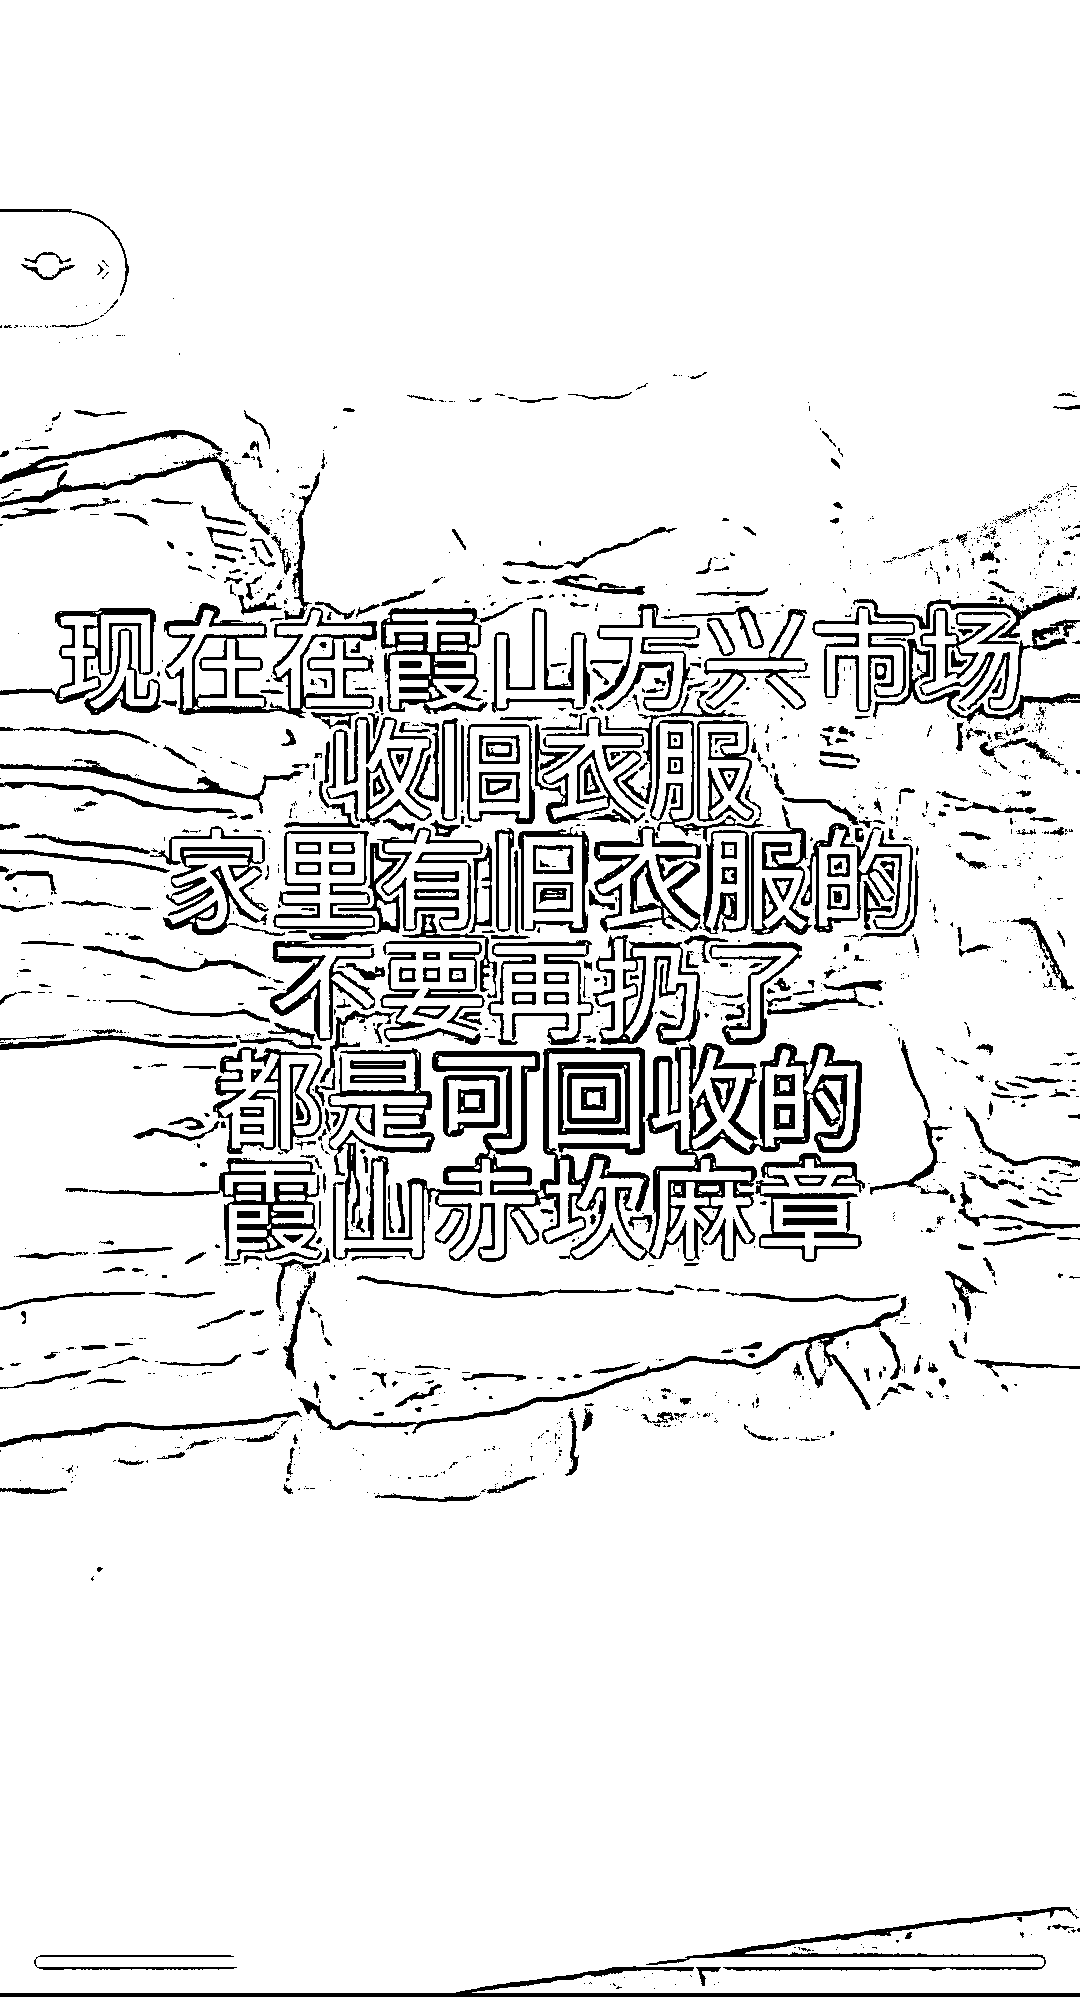 现在在霞山方兴市场
收旧衣服
家里有旧衣服的
不要再扔了
都是可回收的
霞山赤坎麻章